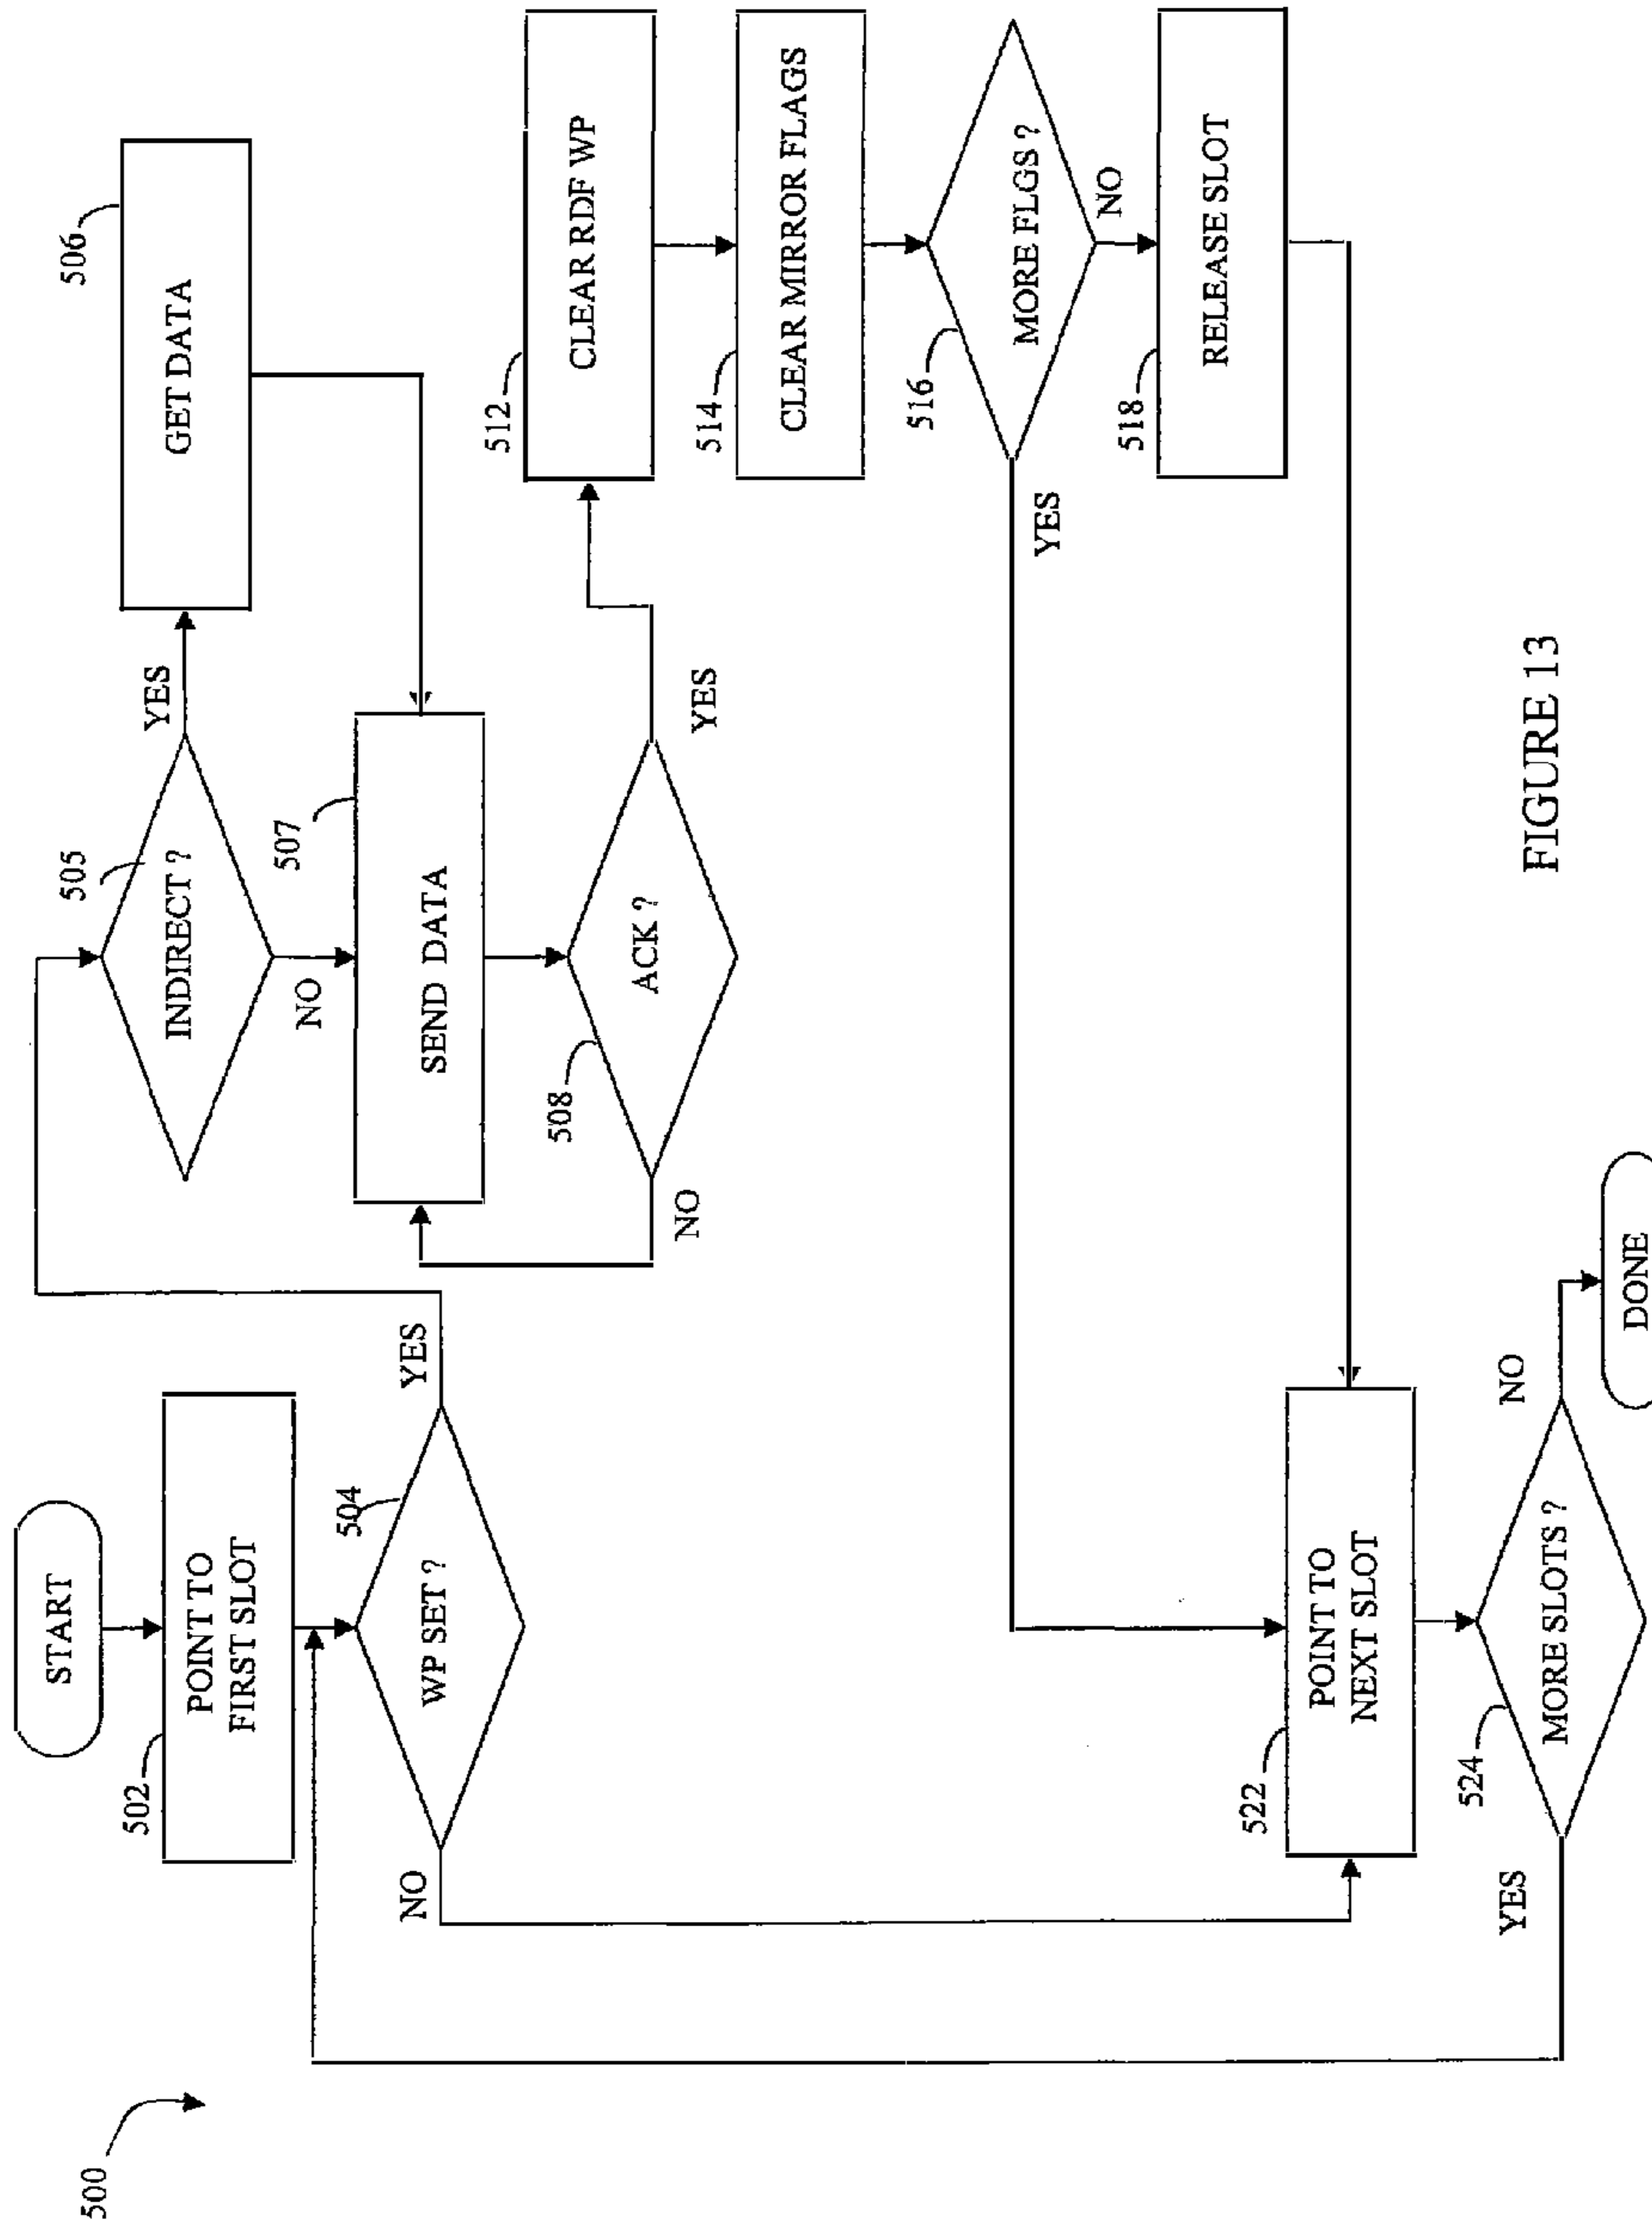 500
START
502
POINT TO
FIRST SLOT
504
WP SET ?
YES
NO
505
INDIRECT ?
YES
NO
506
GET DATA
507
SEND DATA
508
ACK ?
NO
YES
512
CLEAR RDF WP
514
CLEAR MIRROR FLAGS
516
MORE FLGS ?
YES
NO
518
RELEASE SLOT
522
POINT TO
NEXT SLOT
524
MORE SLOTS ?
YES
NO
DONE
FIGURE 13